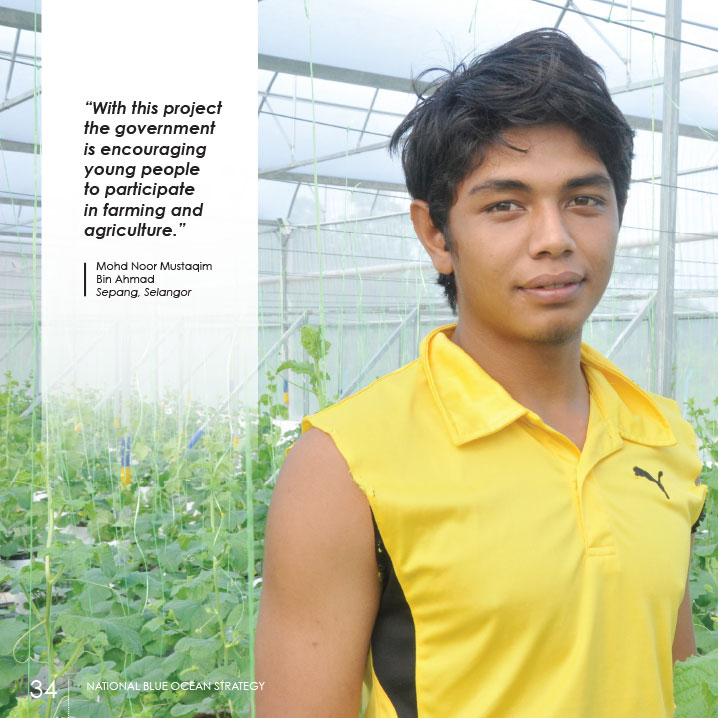 “With this project
the government
is encouraging
young people
to participate
in farming and
agriculture.”
Mohd Noor Mustaqim
Bin Ahmad
Sepang, Selangor
34
NATIONAL BLUE OCEAN STRATEGY